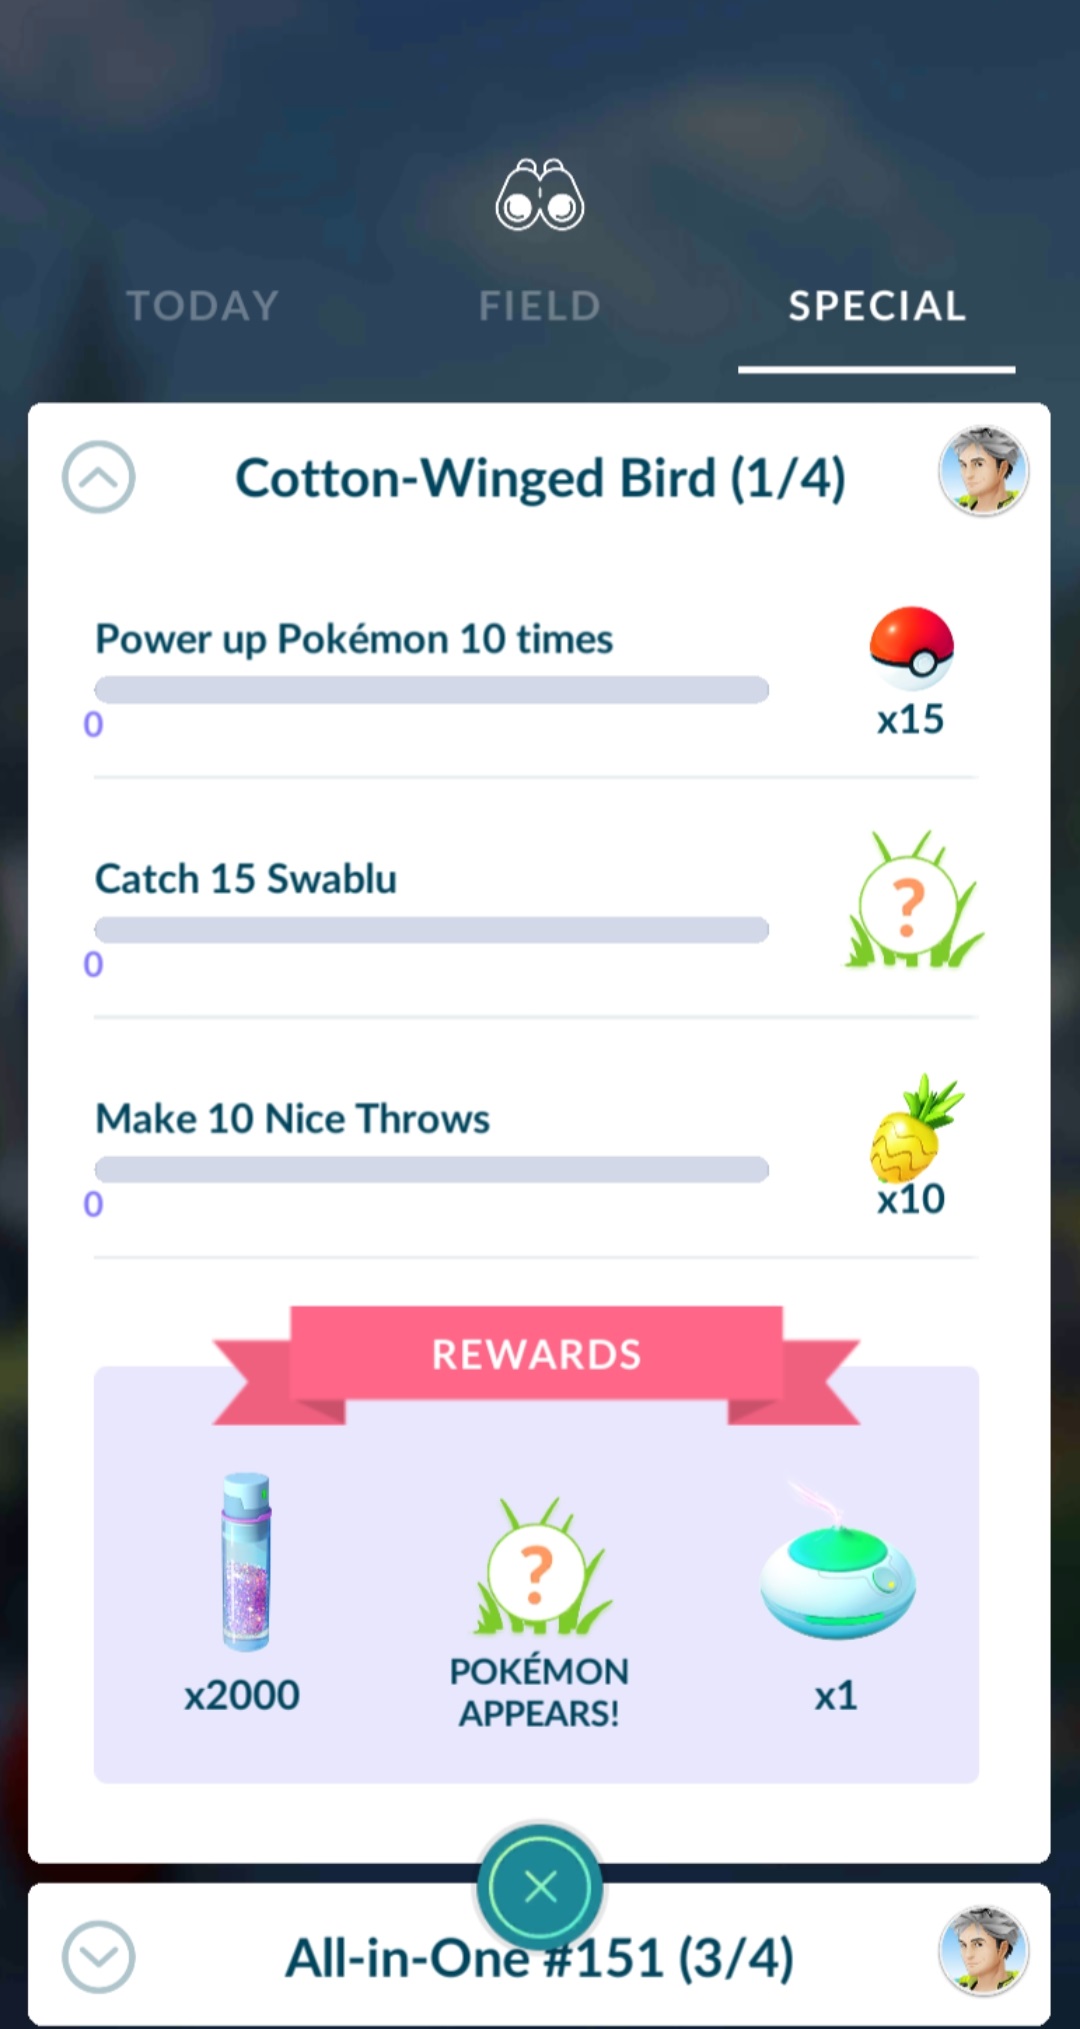 TODAY
FIELD
SPECIAL
Cotton-Winged Bird (1/4)
Power up Pokémon 10 times
0
x15
Catch 15 Swablu
0
?
Make 10 Nice Throws
0
x10
REWARDS
?
x2000
POKÉMON
APPEARS!
x1
All-in-One #151 (3/4)